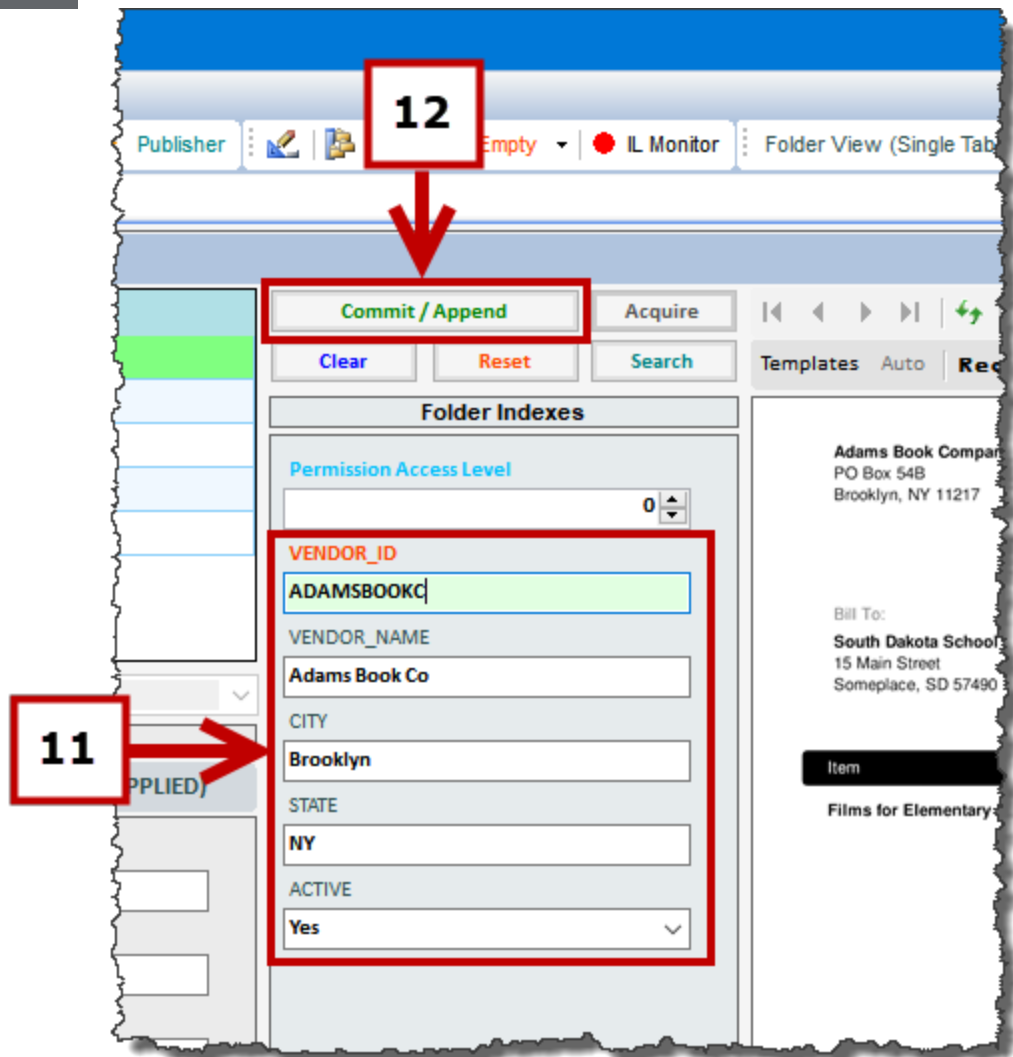 12
Publisher
Empty
IL Monitor
Folder View (Single Tab
Commit / Append
Acquire
Clear
Reset
Search
Templates
Auto
Rec
Folder Indexes
Permission Access Level
0
VENDOR_ID
ADAMSBOOKC
VENDOR_NAME
Adams Book Co
CITY
Brooklyn
STATE
NY
ACTIVE
Yes
11
PPLIED)
Adams Book Compan
PO Box 54B
Brooklyn, NY 11217
Bill To:
South Dakota School
15 Main Street
Someplace, SD 57490
Item
Films for Elementary